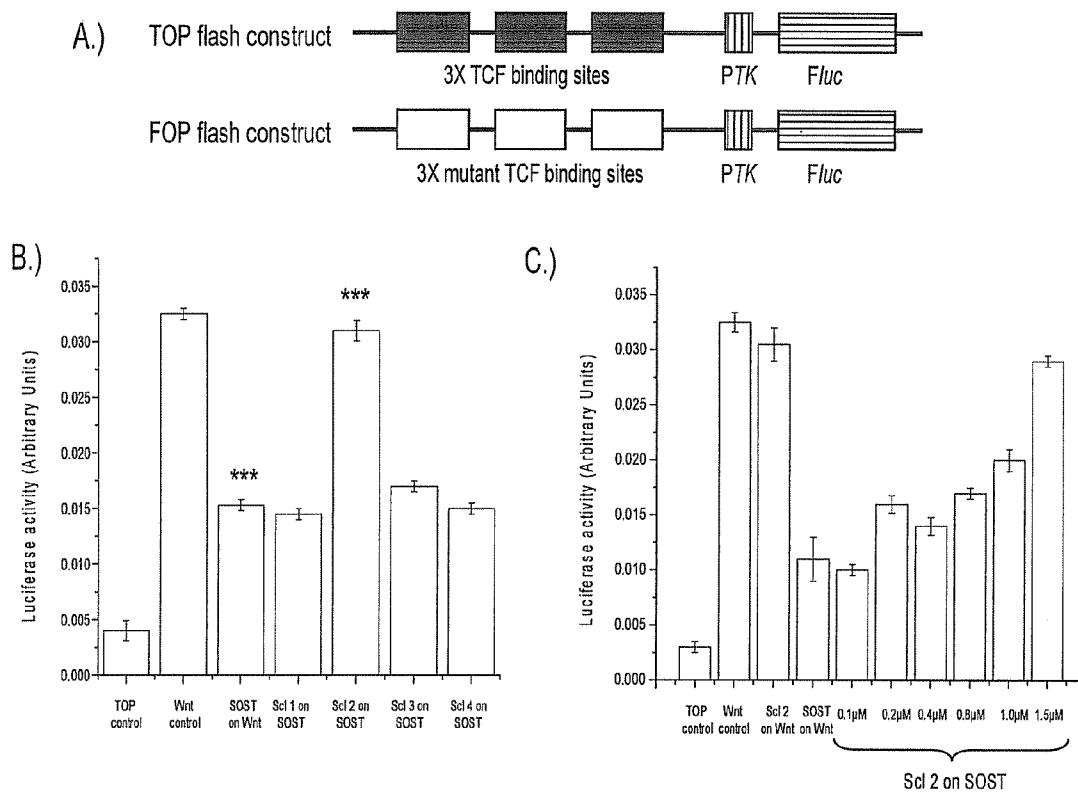 A.)
TOP flash construct
3X TCF binding sites
PTK
Fluc
FOP flash construct
3X mutant TCF binding sites
PTK
Fluc
B.)
Luciferase activity (Arbitrary Units)
0.035
0.030
0.025
0.020
0.015
0.010
0.005
0.000
***
***
TOP control
Wnt control
SOST on Wnt
Scl 1 on SOST
Scl 2 on SOST
Scl 3 on SOST
Scl 4 on SOST
C.)
Luciferase activity (Arbitrary Units)
0.035
0.030
0.025
0.020
0.015
0.010
0.005
0.000
TOP control
Wnt control
Scl 2 on Wnt
SOST on Wnt
0.1µM
0.2µM
0.4µM
0.8µM
1.0µM
1.5µM
Scl 2 on SOST